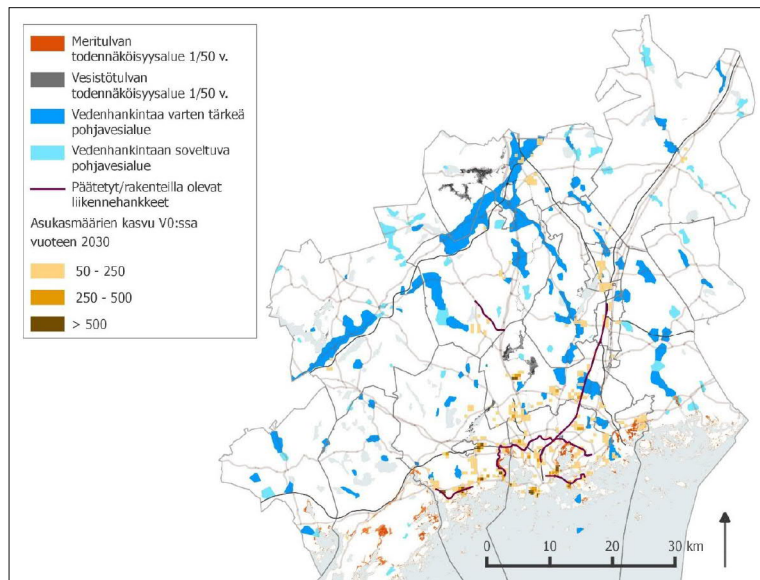 Meritulvan
todennäköisyysalue 1/50 v.
Vesistötulvan
todennäköisyysalue 1/50 v.
Vedenhankintaa varten tärkeä
pohjavesialue
Vedenhankintaan soveltuva
pohjavesialue
Päätetyt/rakenteilla olevat
liikennehankkeet
Asukasmäärien kasvu V0:ssa
vuoteen 2030
50 - 250
250 - 500
> 500
0 10 20 30 km